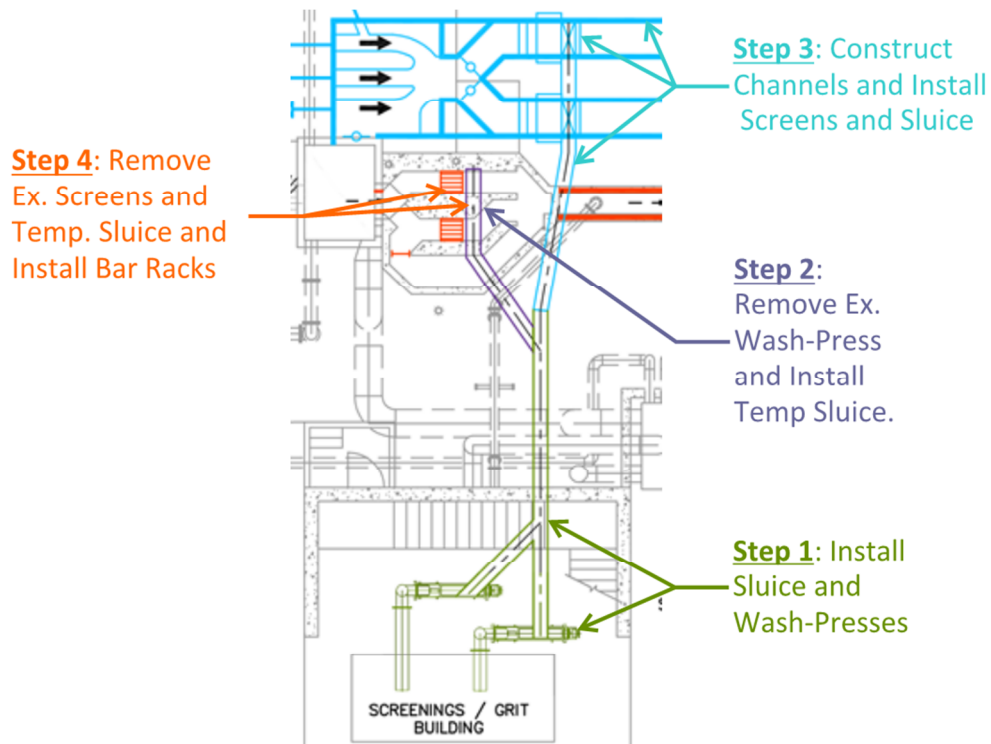 Step 3: Construct
Channels and Install
Screens and Sluice
Step 4: Remove
Ex. Screens and
Temp. Sluice and
Install Bar Racks
Step 2:
Remove Ex.
Wash-Press
and Install
Temp Sluice.
Step 1: Install
Sluice and
Wash-Presses
SCREENINGS / GRIT
BUILDING